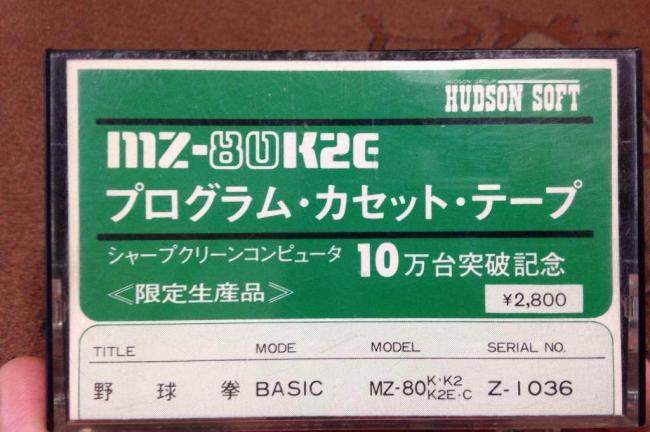 HUDSON GROUP
HUDSON SOFT
MZ-80K2E
プログラム・カセット・テープ
シャープクリーンコンピュータ 10万台突破記念
≪限定生産品≫
¥2,800
TITLE MODE MODEL SERIAL NO.
野球拳 BASIC MZ-80K・K2 K2E・C Z-1036